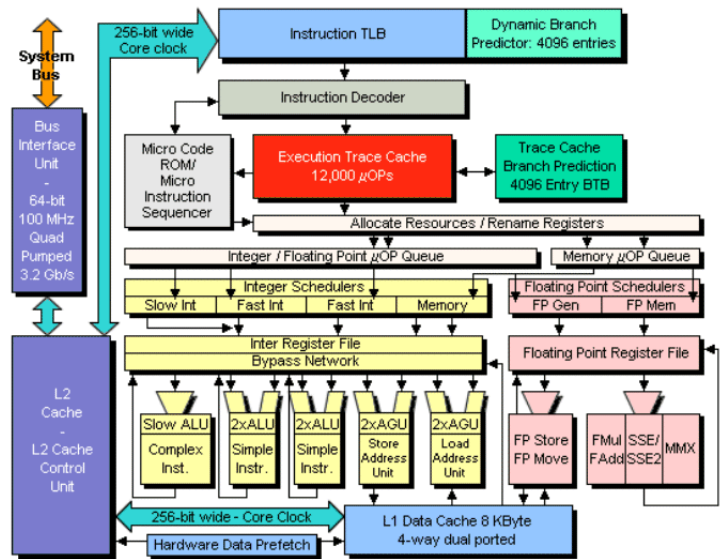 256-bit wide
Core clock
Instruction TLB
Dynamic Branch
Predictor: 4096 entries
System
Bus
Instruction Decoder
Bus
Interface
Unit
-
64-bit
100 MHz
Quad
Pumped
3.2 Gb/s
Micro Code
ROM/
Micro
Instruction
Sequencer
Execution Trace Cache
12,000 µOPs
Trace Cache
Branch Prediction
4096 Entry BTB
Allocate Resources / Rename Registers
Integer / Floating Point µOP Queue
Memory µOP Queue
Integer Schedulers
Slow Int
Fast Int
Fast Int
Memory
Floating Point Schedulers
FP Gen
FP Mem
Inter Register File
Bypass Network
Floating Point Register File
L2
Cache
-
L2 Cache
Control
Unit
Slow ALU
Complex
Inst.
2xALU
Simple
Instr.
2xALU
Simple
Instr.
2xAGU
Store
Address
Unit
2xAGU
Load
Address
Unit
FP Store
FP Move
FMul
FAdd
SSE/
SSE2
MMX
256-bit wide - Core Clock
L1 Data Cache 8 KByte
4-way dual ported
Hardware Data Prefetch